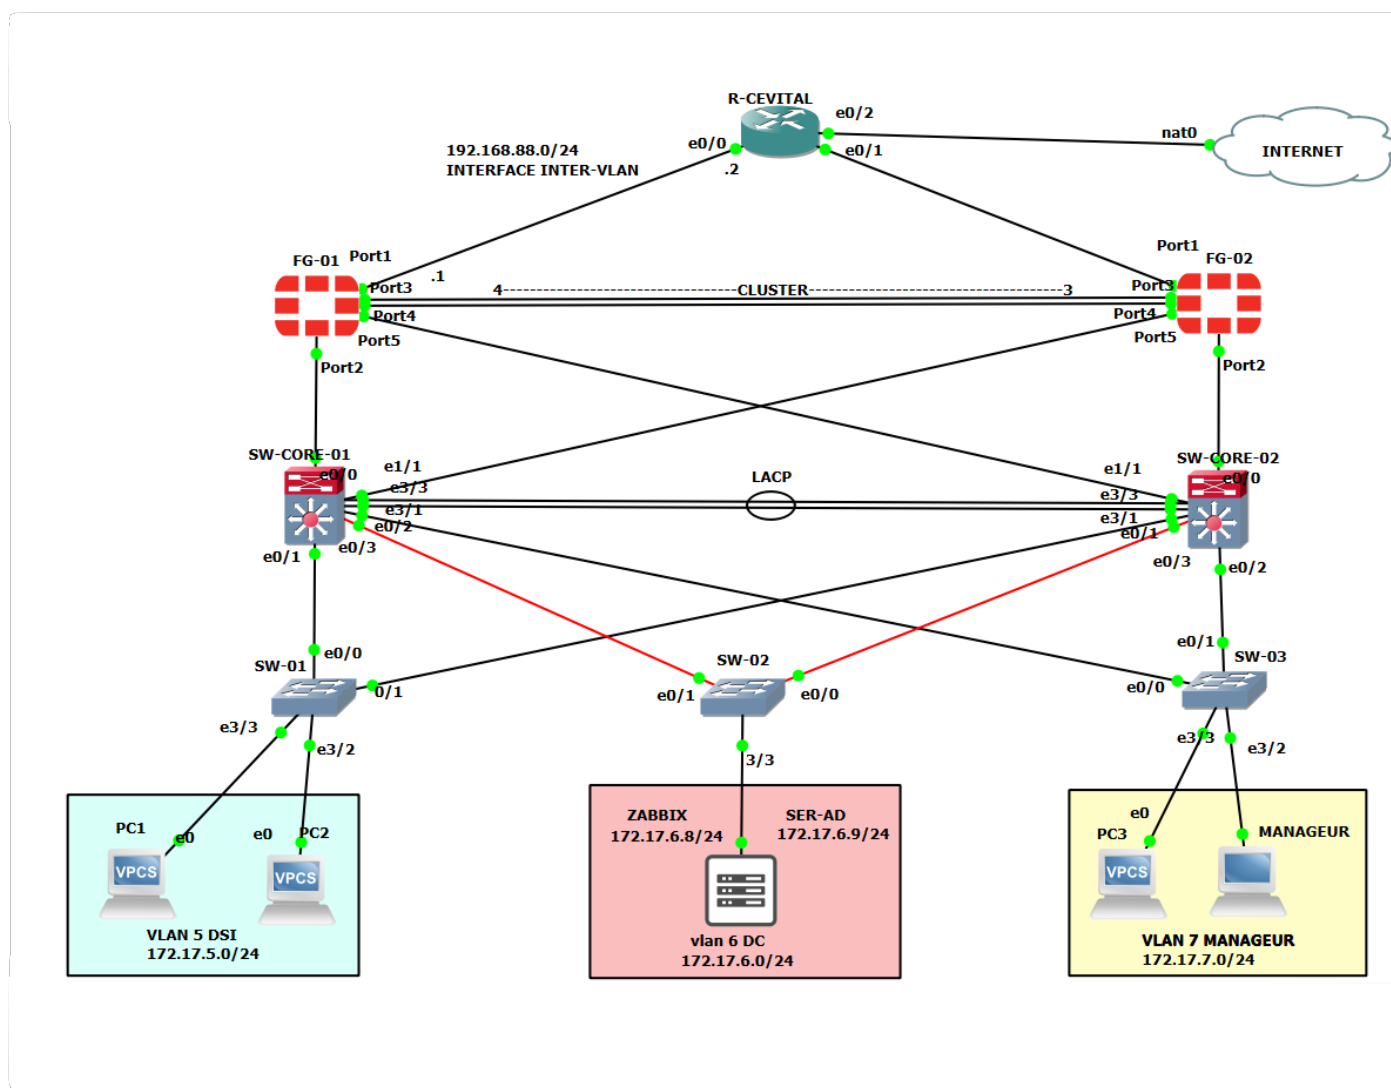 R-CEVITAL
e0/2
nat0
INTERNET
192.168.88.0/24
INTERFACE INTER-VLAN
e0/0
e0/1
.2
FG-01
Port1
Port1
FG-02
.1
Port3
4-----------------------------CLUSTER-------------------------------3
Port3
Port4
Port4
Port5
Port5
Port2
Port2
SW-CORE-01
e0/0
e1/1
e3/3
e3/1
e0/2
e0/3
e0/1
LACP
SW-CORE-02
e0/0
e1/1
e3/3
e3/1
e0/1
e0/3
e0/2
e0/0
SW-01
0/1
e3/3
e3/2
SW-02
e0/1
e0/0
3/3
e0/1
SW-03
e0/0
e3/3
e3/2
PC1
e0
e0
PC2
VPCS
VPCS
VLAN 5 DSI
172.17.5.0/24
ZABBIX
172.17.6.8/24
SER-AD
172.17.6.9/24
vlan 6 DC
172.17.6.0/24
e0
PC3
MANAGEUR
VPCS
VLAN 7 MANAGEUR
172.17.7.0/24